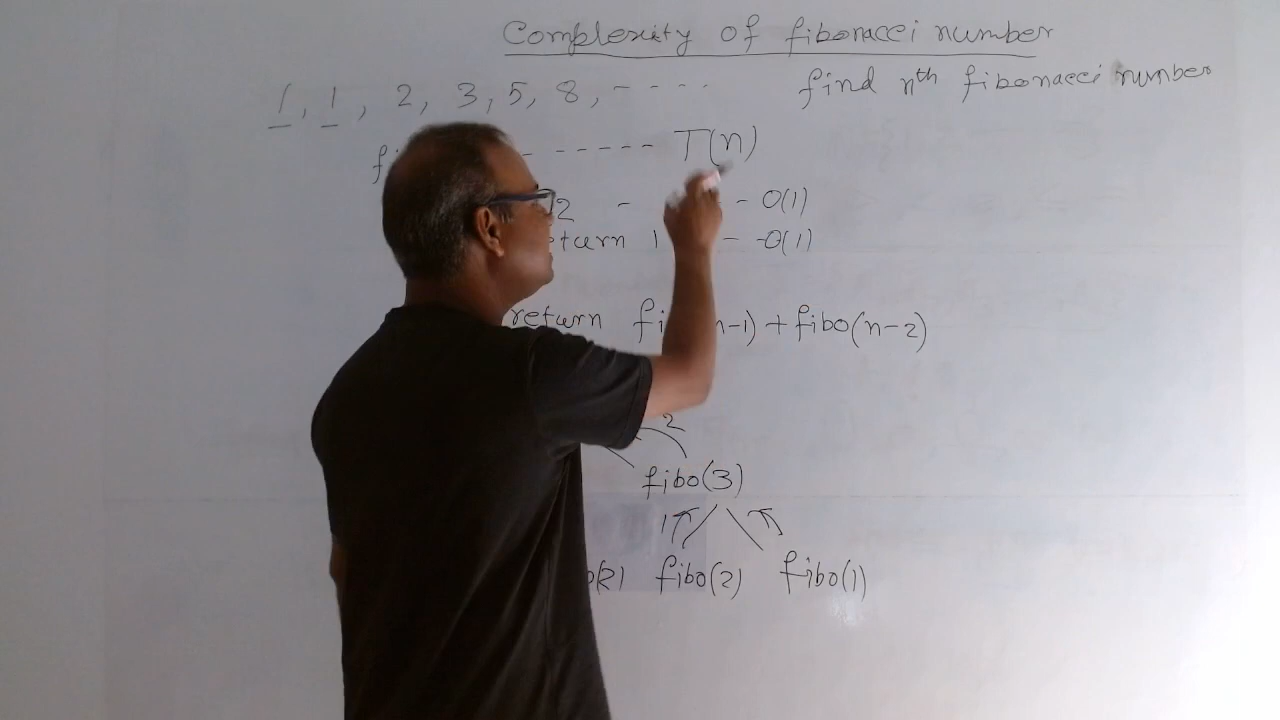 Complexity of fibonacci number
1, 1, 2, 3, 5, 8, - - - -
find nth fibonacci number
- - - - - - T(n)
2 - - O(1)
return 1 - - O(1)
return fi n-1) + fibo(n-2)
2
fibo(3)
1
2) fibo(2) fibo(1)